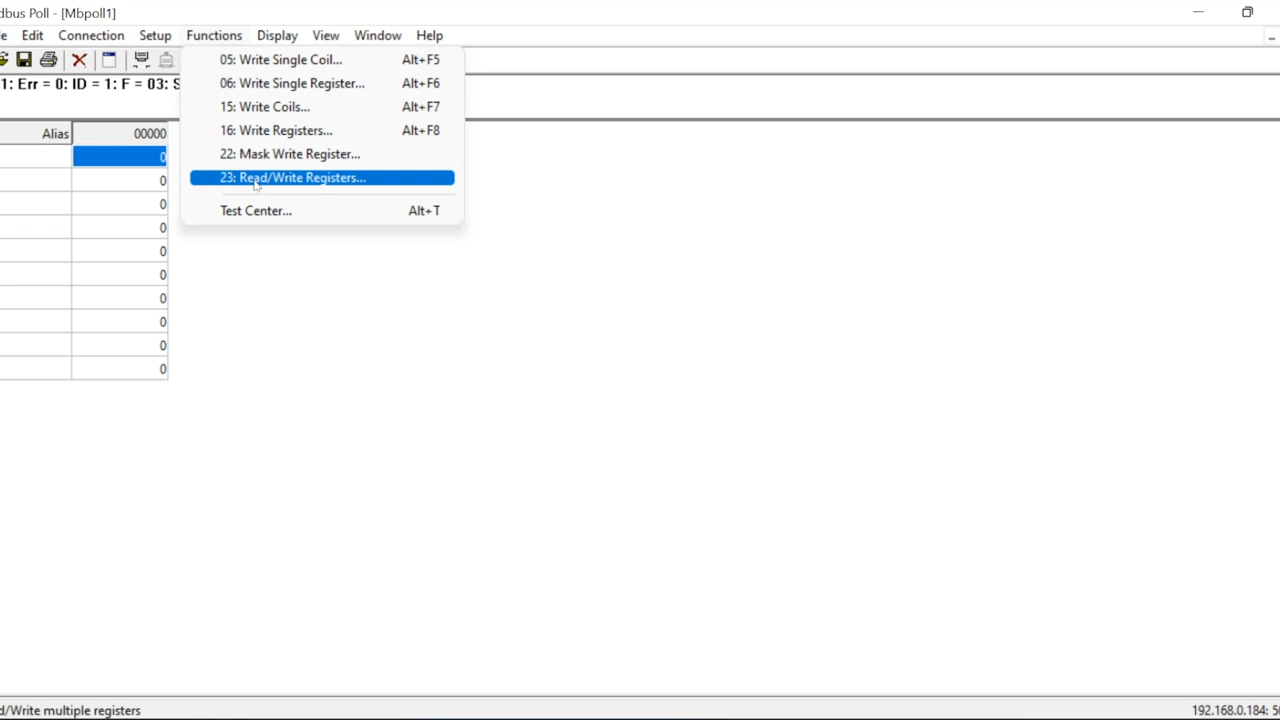 dbus Poll - [Mbpoll1]
e Edit Connection Setup Functions Display View Window Help
05: Write Single Coil... Alt+F5
1: Err = 0: ID = 1: F = 03: S
06: Write Single Register... Alt+F6
15: Write Coils... Alt+F7
16: Write Registers... Alt+F8
22: Mask Write Register...
23: Read/Write Registers...
Test Center... Alt+T
Alias 00000
0
0
0
0
0
0
0
0
0
0
d/Write multiple registers
192.168.0.184: 5